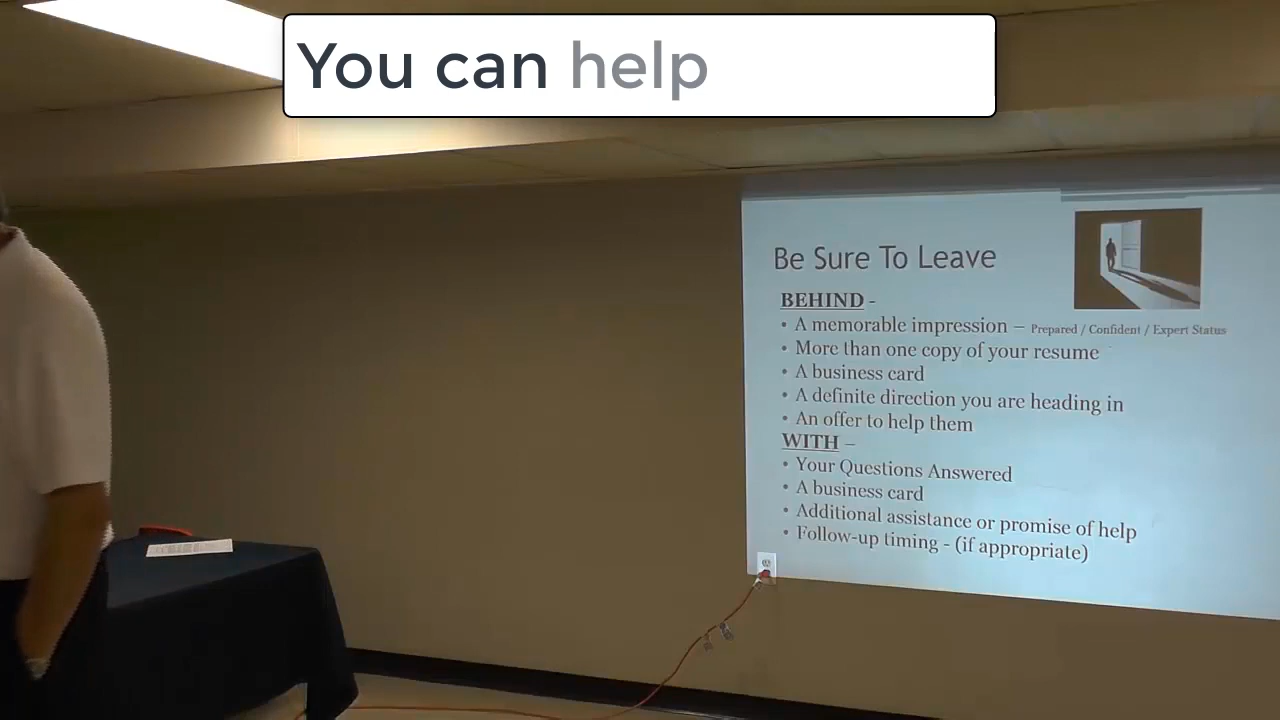 You can help
Be Sure To Leave
BEHIND -
• A memorable impression – Prepared / Confident / Expert Status
• More than one copy of your resume
• A business card
• A definite direction you are heading in
• An offer to help them
WITH –
• Your Questions Answered
• A business card
• Additional assistance or promise of help
• Follow-up timing - (if appropriate)